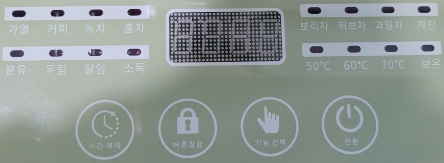 가열 커피 녹차 홍차
보리차 허브차 과일차 계란
분유 우림 달임 소독
50℃ 60℃ 70℃ 보온
시간 예약 버튼잠금 기능 선택 전원